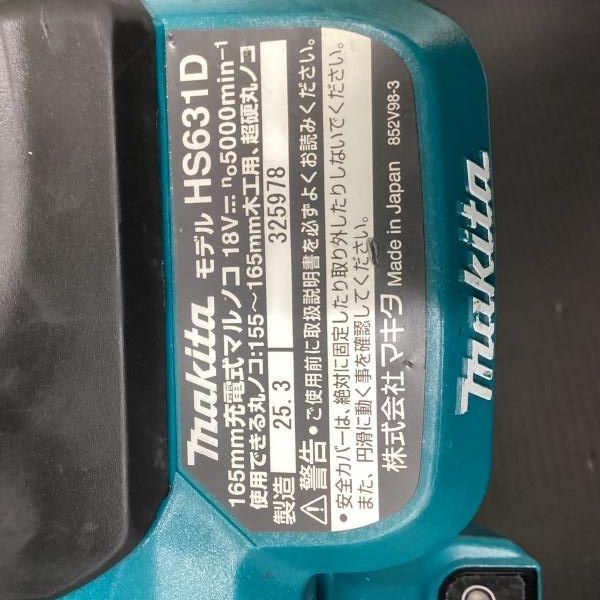 makita モデル HS631D
165mm充電式マルノコ 18V⎓ n₀5000min⁻¹
使用できる丸ノコ:155～165mm木工用、超硬丸ノコ
製造 25.3 325978
⚠警告 • ご使用前に取扱説明書を必ずよくお読みください。
• 安全カバーは、絶対に固定したり取り外したりしないでください。
また、円滑に動く事を確認してください。
株式会社マキタ Made in Japan 852V98-3
makita